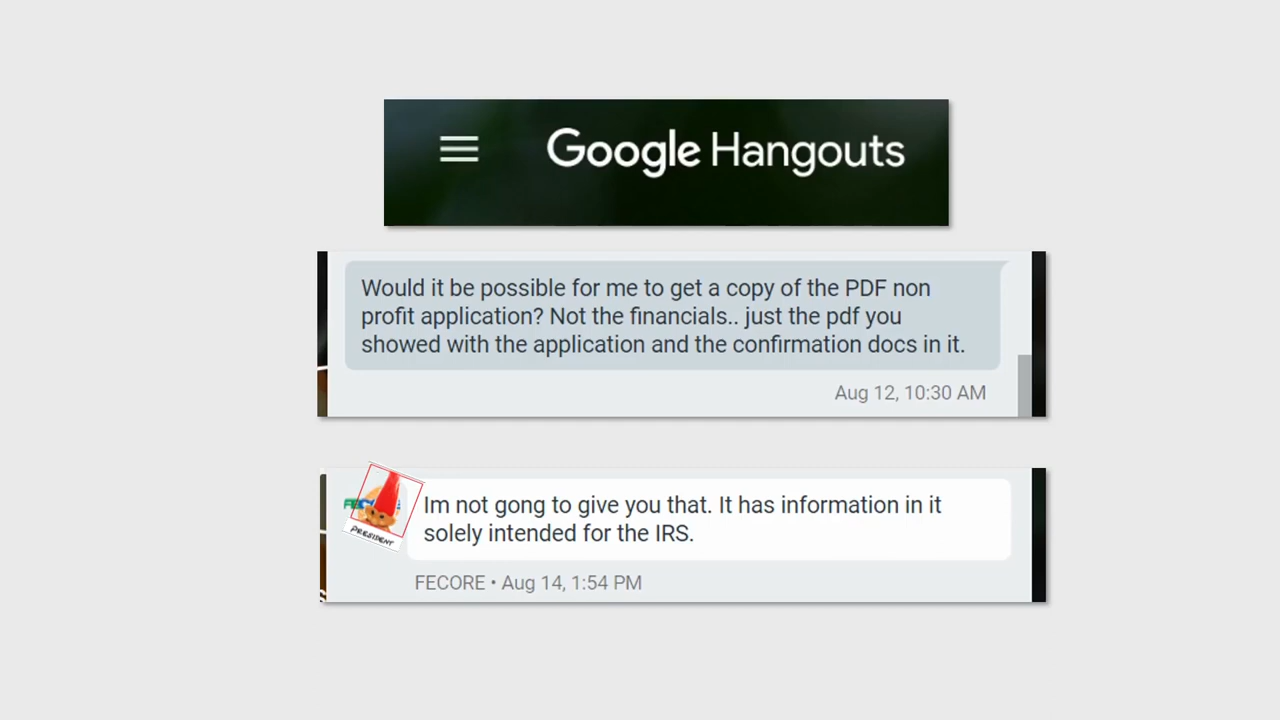 Google Hangouts
Would it be possible for me to get a copy of the PDF non
profit application? Not the financials.. just the pdf you
showed with the application and the confirmation docs in it.
Aug 12, 10:30 AM
Im not gong to give you that. It has information in it
solely intended for the IRS.
PRESIDENT
FECORE • Aug 14, 1:54 PM